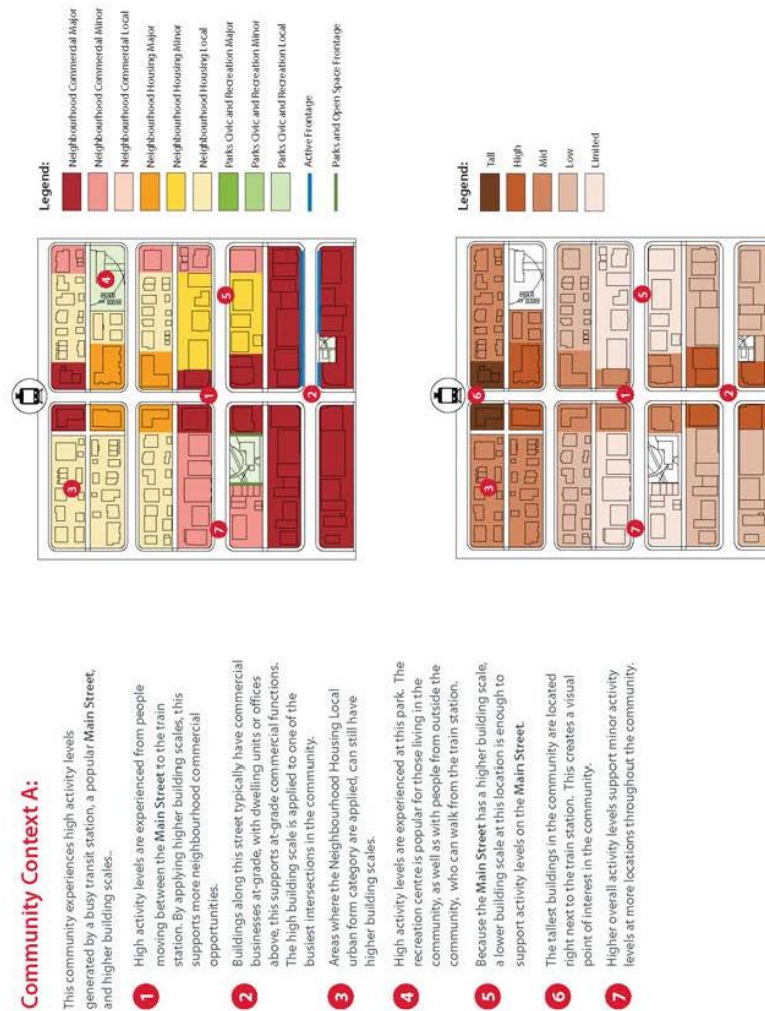 Community Context A:
This community experiences high activity levels
generated by a busy transit station, a popular Main Street,
and higher building scales..
1
High activity levels are experienced from people
moving between the Main Street to the train
station. By applying higher building scales, this
supports more neighbourhood commercial
opportunities.
2
Buildings along this street typically have commercial
businesses at-grade, with dwelling units or offices
above, this supports at-grade commercial functions.
The high building scale is applied to one of the
busiest intersections in the community.
3
Areas where the Neighbourhood Housing Local
urban form category are applied, can still have
higher building scales.
4
High activity levels are experienced at this park. The
recreation centre is popular for those living in the
community, as well as with people from outside the
community, who can walk from the train station.
5
Because the Main Street has a higher building scale,
a lower building scale at this location is enough to
support activity levels on the Main Street.
6
The tallest buildings in the community are located
right next to the train station. This creates a visual
point of interest in the community.
7
Higher overall activity levels support minor activity
levels at more locations throughout the community.
3
4
1
5
7
2
Legend:
Neighbourhood Commercial Major
Neighbourhood Commercial Minor
Neighbourhood Commercial Local
Neighbourhood Housing Major
Neighbourhood Housing Minor
Neighbourhood Housing Local
Parks Civic and Recreation Major
Parks Civic and Recreation Minor
Parks Civic and Recreation Local
Active Frontage
Parks and Open Space Frontage
6
3
1
5
7
2
Legend:
Tall
High
Mid
Low
Limited